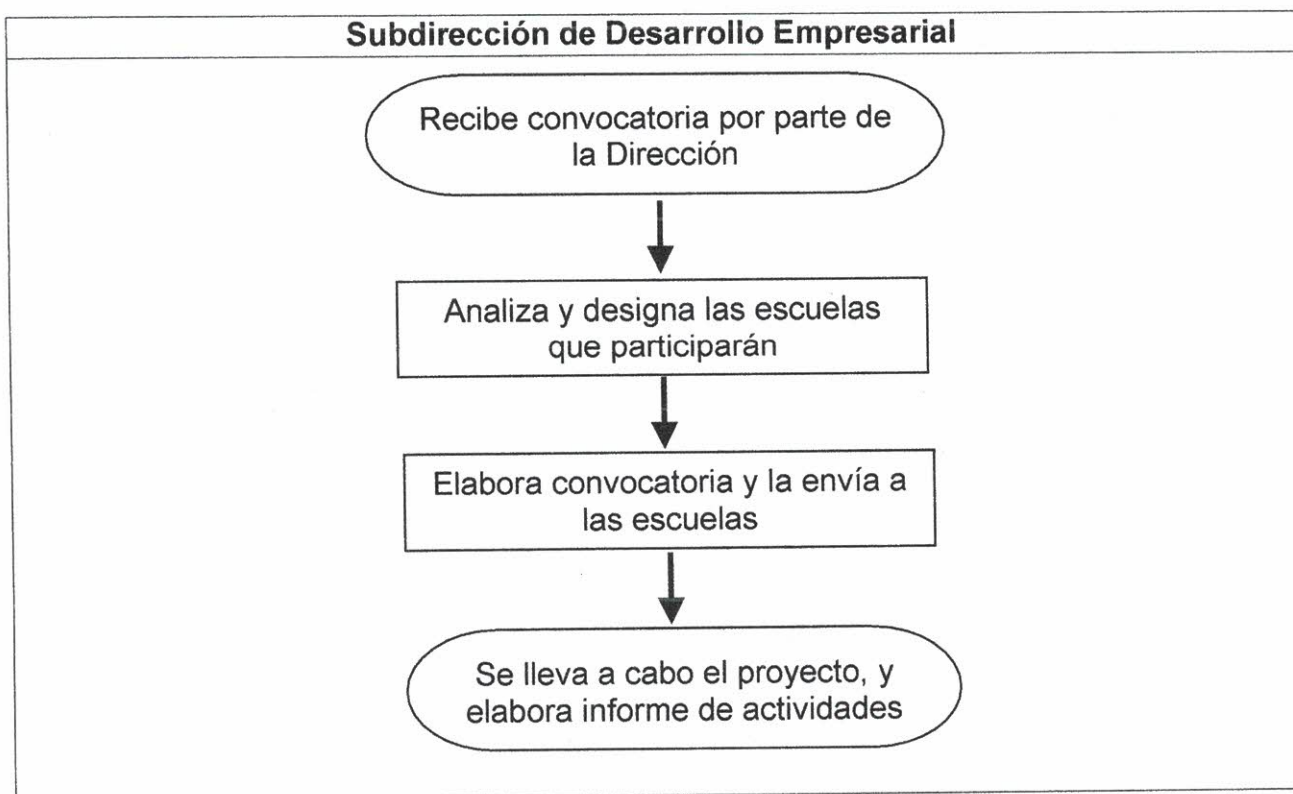 Subdirección de Desarrollo Empresarial
Recibe convocatoria por parte de
la Dirección
Analiza y designa las escuelas
que participarán
Elabora convocatoria y la envía a
las escuelas
Se lleva a cabo el proyecto, y
elabora informe de actividades